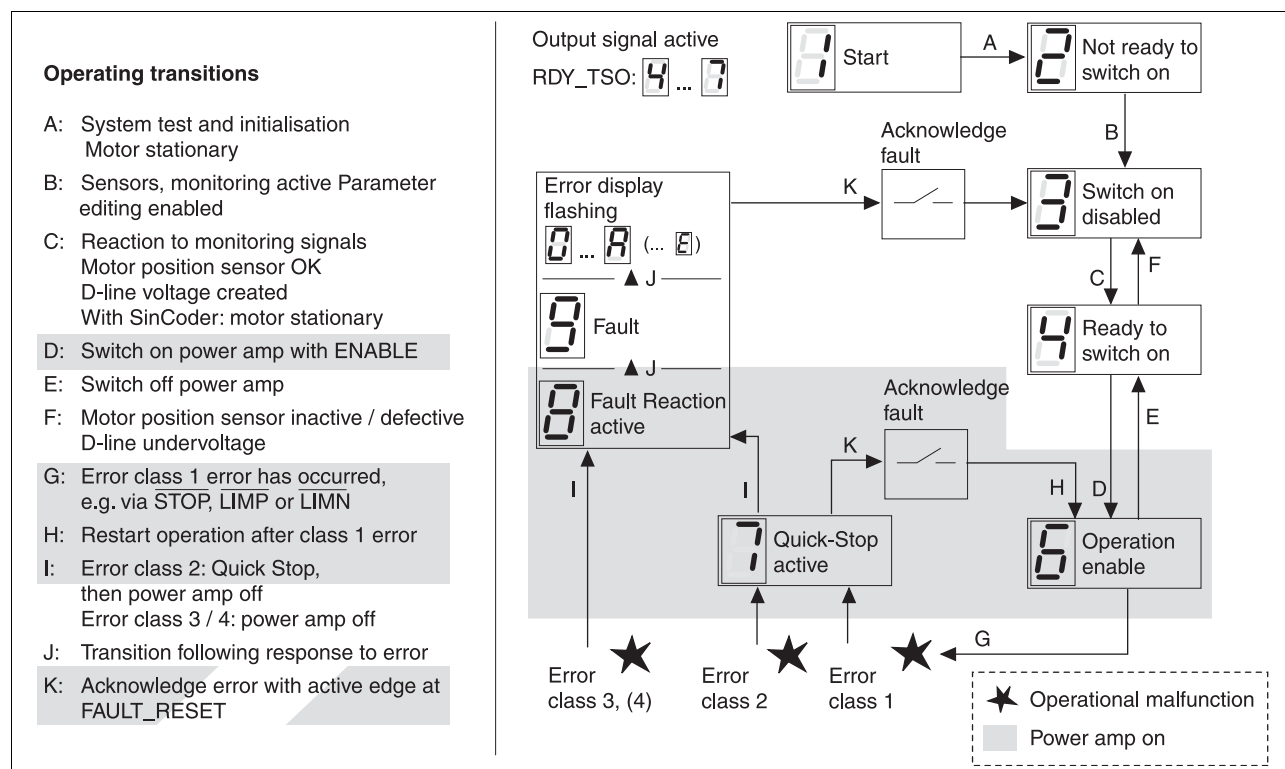 Operating transitions
A: System test and initialisation
Motor stationary
B: Sensors, monitoring active Parameter
editing enabled
C: Reaction to monitoring signals
Motor position sensor OK
D-line voltage created
With SinCoder: motor stationary
D: Switch on power amp with ENABLE
E: Switch off power amp
F: Motor position sensor inactive / defective
D-line undervoltage
G: Error class 1 error has occurred,
e.g. via STOP, LIMP or LIMN
H: Restart operation after class 1 error
I: Error class 2: Quick Stop,
then power amp off
Error class 3 / 4: power amp off
J: Transition following response to error
K: Acknowledge error with active edge at
FAULT_RESET
Output signal active
RDY_TSO: 4 ... 7
1 Start
A
2 Not ready to
switch on
B
Acknowledge
fault
K
3 Switch on
disabled
Error display
flashing
0 ... A (... E)
J
9 Fault
J
8 Fault Reaction
active
C
F
4 Ready to
switch on
Acknowledge
fault
K
E
I
I
H
D
7 Quick-Stop
active
6 Operation
enable
G
Error
class 3, (4)
Error
class 2
Error
class 1
Operational malfunction
Power amp on